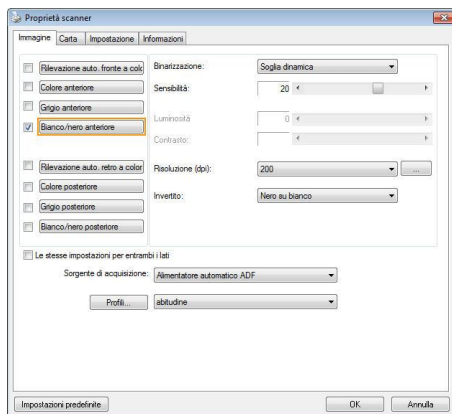 Proprietà scanner
Immagine Carta Impostazione Informazioni
Rilevazione auto. fronte a colo
Binarizzazione: Soglia dinamica
Colore anteriore
Sensibilità: 20
Grigio anteriore
Luminosità 0
Bianco/nero anteriore
Contrasto:
Rilevazione auto. retro a color
Risoluzione (dpi): 200 ...
Colore posteriore
Invertito: Nero su bianco
Grigio posteriore
Bianco/nero posteriore
Le stesse impostazioni per entrambi i lati
Sorgente di acquisizione: Alimentatore automatico ADF
Profili... abitudine
Impostazioni predefinite OK Annulla